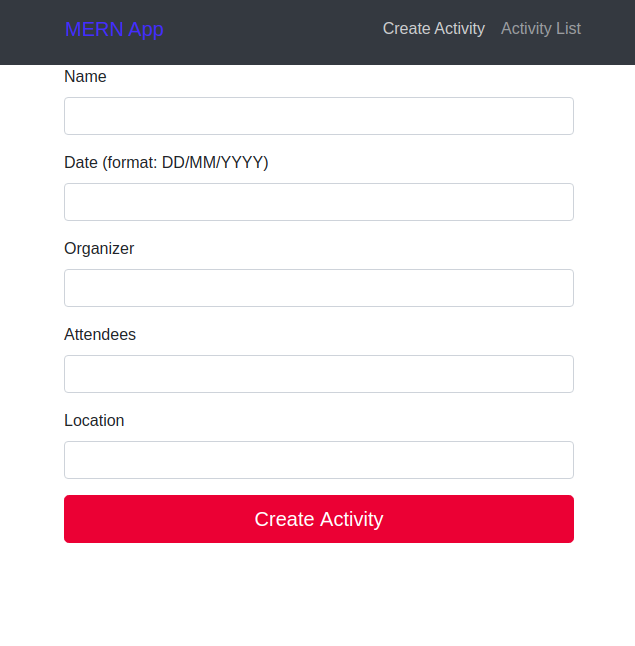 MERN App Create Activity Activity List
Name
Date (format: DD/MM/YYYY)
Organizer
Attendees
Location
Create Activity